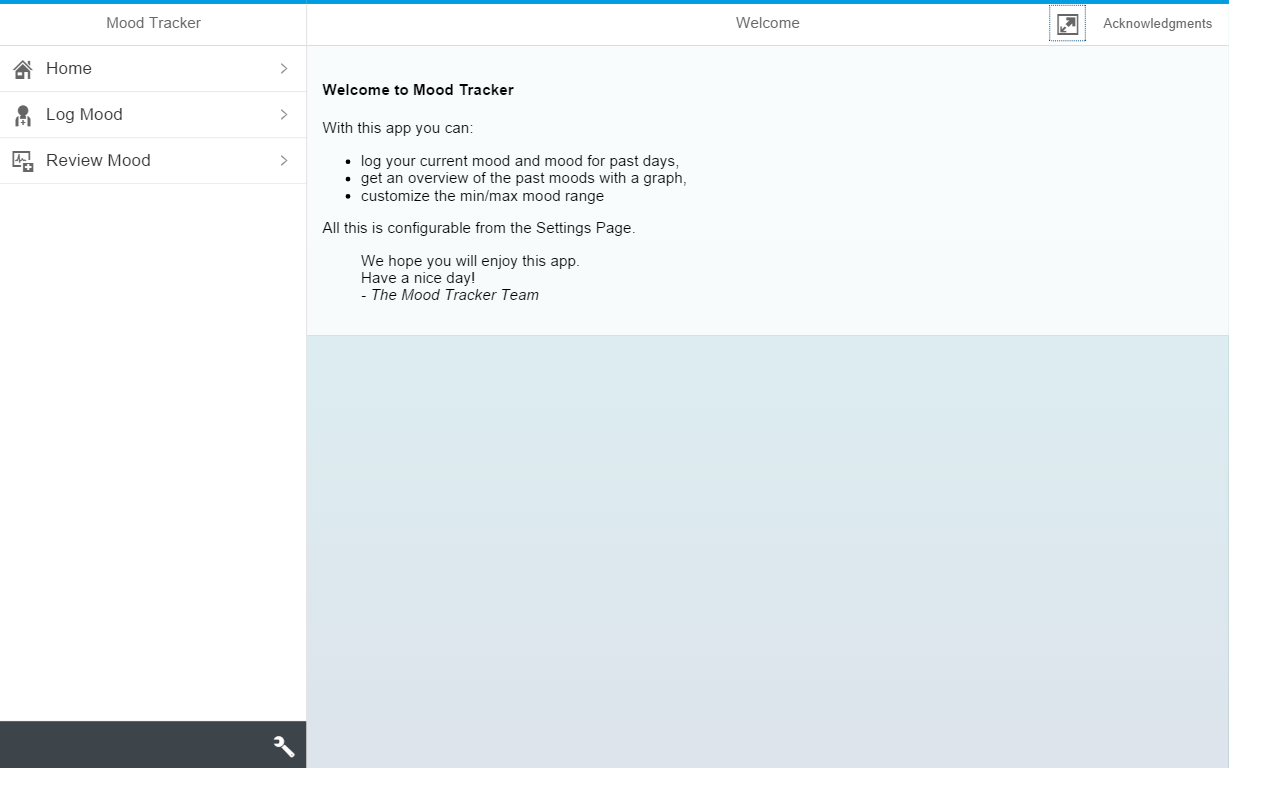 Mood Tracker
Welcome
Acknowledgments
Home
Log Mood
Review Mood
Welcome to Mood Tracker
With this app you can:
• log your current mood and mood for past days,
• get an overview of the past moods with a graph,
• customize the min/max mood range
All this is configurable from the Settings Page.
We hope you will enjoy this app.
Have a nice day!
- The Mood Tracker Team